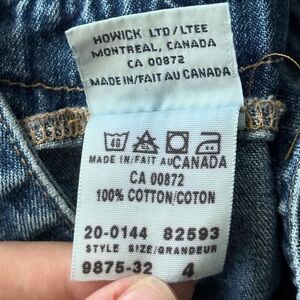 HOWICK LTD/LTEE
MONTREAL, CANADA
CA 00872
MADE IN/FAIT AU CANADA
40
MADE IN/FAIT AU CANADA
CA 00872
100% COTTON/COTON
20-0144 82593
STYLE SIZE/GRANDEUR
9875-32 4